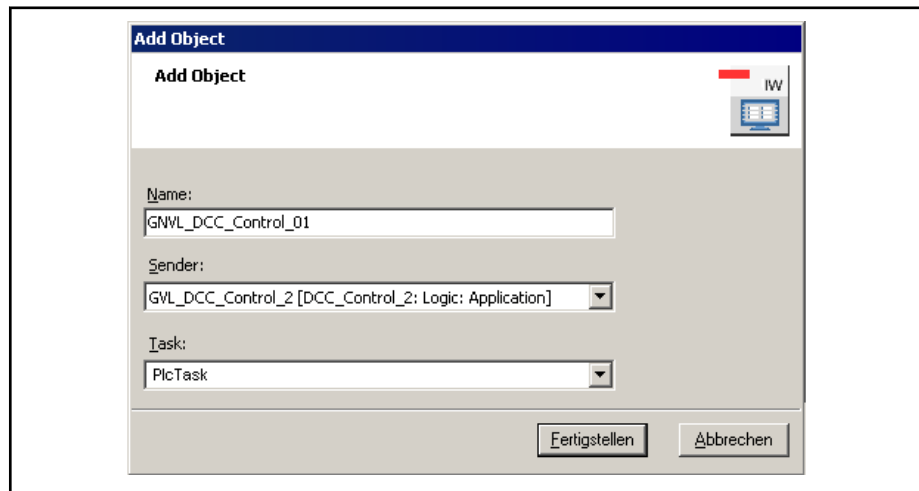 Add Object
Add Object
IW
Name:
GNVL_DCC_Control_01
Sender:
GVL_DCC_Control_2 [DCC_Control_2: Logic: Application]
Task:
PlcTask
Fertigstellen Abbrechen